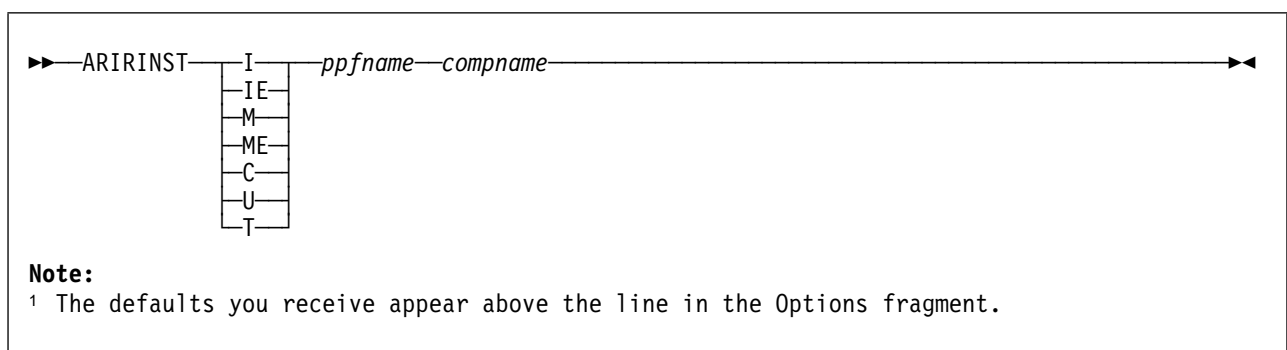 ►►──ARIRINST──┬─I──┬──ppfname──compname──►◄
├─IE─┤
├─M──┤
├─ME─┤
├─C──┤
├─U──┤
└─T──┘
Note:
¹ The defaults you receive appear above the line in the Options fragment.